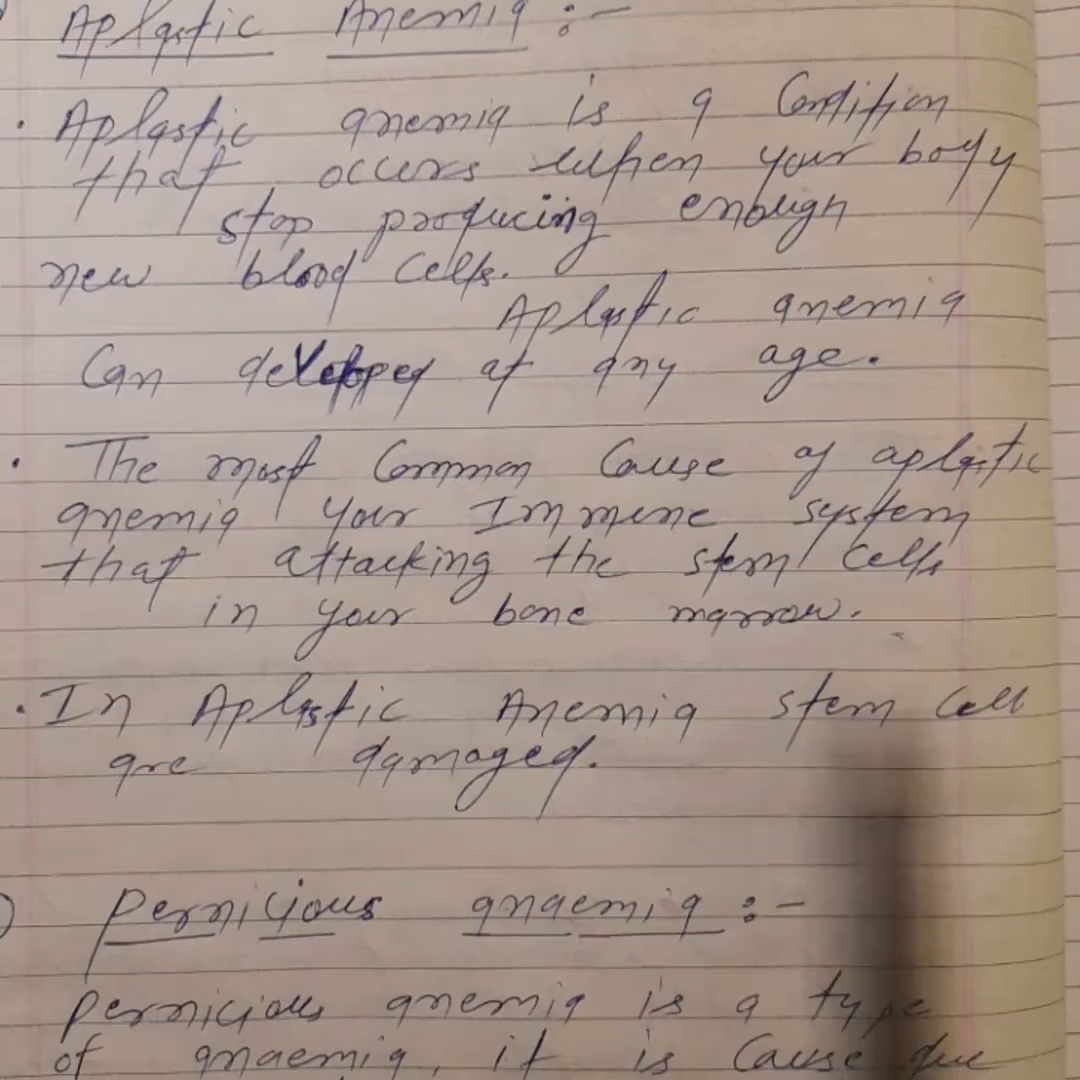 Aplastic Anemia :-
• Aplastic anemia is a Condition
that occurs when your body
stop producing enough
new blood Cells.
Aplastic anemia
Can developed at any age.
• The most Common Cause of aplastic
anemia your Immune system
that attacking the stem Cells
in your bone marrow.
• In Aplastic Anemia stem Cell
are damaged.
) Pernicious anaemia :-
Pernicious anemia is a type
of anaemia, it is Cause due